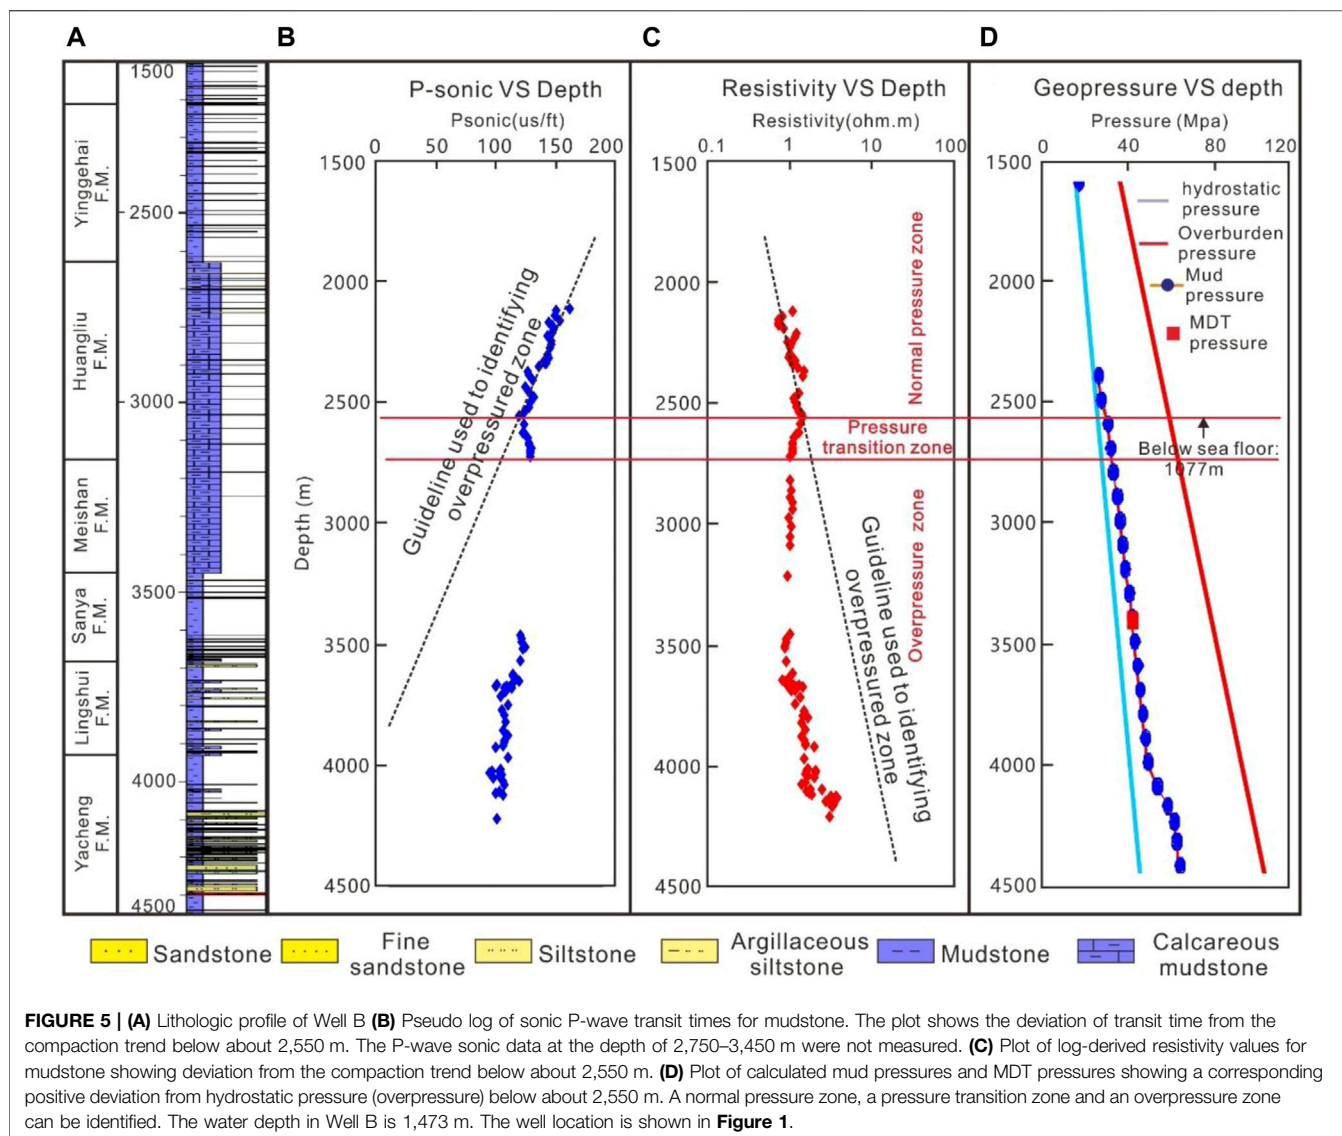 A
B
C
D
1500
2500
3000
3500
4000
4500
Yinggehai
F.M.
Huangliu
F.M.
Meishan
F.M.
Sanya
F.M.
Lingshui
F.M.
Yacheng
F.M.
P-sonic VS Depth
Psonic(us/ft)
0 50 100 150 200
1500
2000
2500
3000
3500
4000
4500
Depth (m)
Guideline used to identifying
overpressured zone
Resistivity VS Depth
Resistivity(ohm.m)
0.1 1 10 100
1500
2000
2500
3000
3500
4000
4500
Normal pressure zone
Pressure
transition zone
Overpressure zone
Guideline used to identifying
overpressured zone
Geopressure VS depth
Pressure (Mpa)
0 40 80 120
1500
2000
2500
3000
3500
4000
4500
hydrostatic
pressure
Overburden
pressure
Mud
pressure
MDT
pressure
Below sea floor:
1077m
Sandstone
Fine
sandstone
Siltstone
Argillaceous
siltstone
Mudstone
Calcareous
mudstone
FIGURE 5 | (A) Lithologic profile of Well B (B) Pseudo log of sonic P-wave transit times for mudstone. The plot shows the deviation of transit time from the
compaction trend below about 2,550 m. The P-wave sonic data at the depth of 2,750–3,450 m were not measured. (C) Plot of log-derived resistivity values for
mudstone showing deviation from the compaction trend below about 2,550 m. (D) Plot of calculated mud pressures and MDT pressures showing a corresponding
positive deviation from hydrostatic pressure (overpressure) below about 2,550 m. A normal pressure zone, a pressure transition zone and an overpressure zone
can be identified. The water depth in Well B is 1,473 m. The well location is shown in Figure 1.